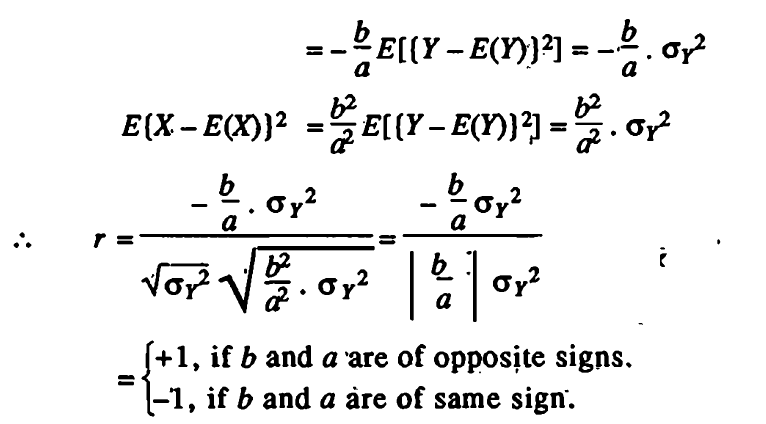 = -b/a E[{Y – E(Y)}²] = -b/a . σ_Y²
E{X – E(X)}² = b²/a² E[{Y – E(Y)}²] = b²/a² . σ_Y²
∴ r = (-b/a . σ_Y²) / (√σ_Y² √(b²/a² . σ_Y²)) = (-b/a σ_Y²) / (|b/a| σ_Y²)
= {+1, if b and a are of opposite signs.
–1, if b and a are of same sign.